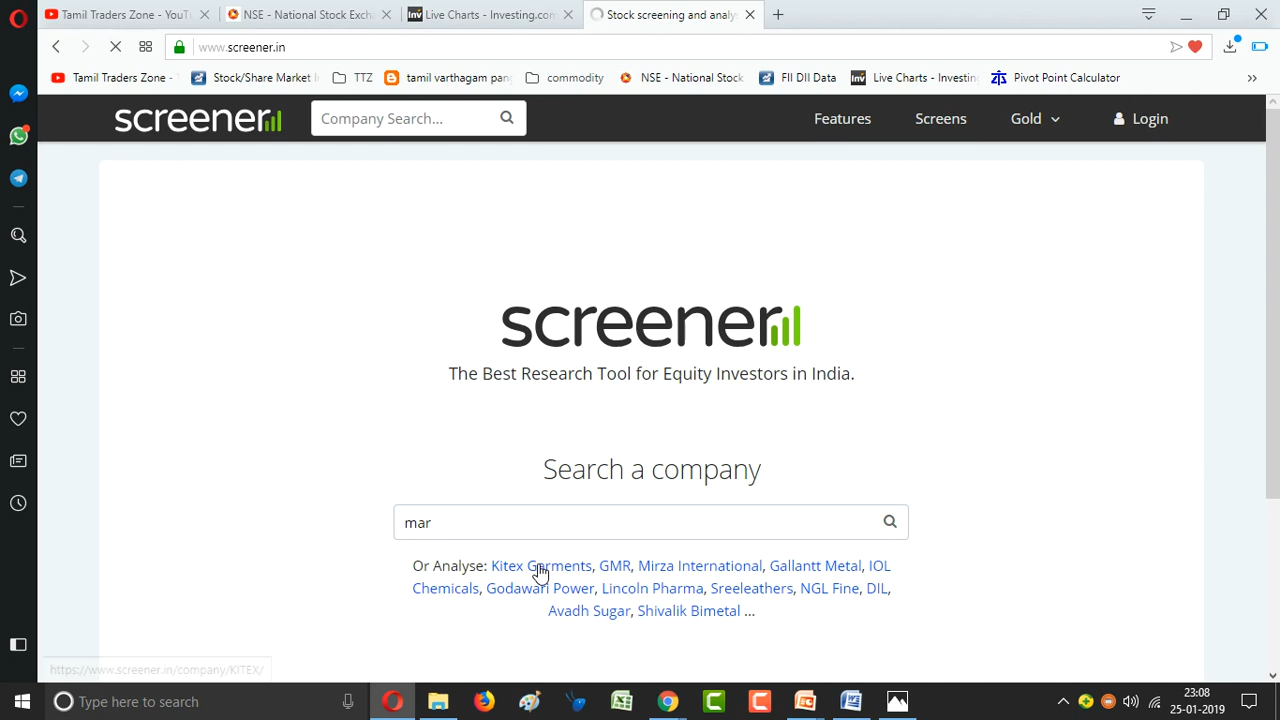 Tamil Traders Zone - YouT
NSE - National Stock Exch
Inv Live Charts - Investing.com
Stock screening and analys
www.screener.in
Tamil Traders Zone -
Stock/Share Market I
TTZ
tamil varthagam pang
commodity
NSE - National Stock
FII DII Data
Inv Live Charts - Investin
Pivot Point Calculator
screener
Company Search...
Features
Screens
Gold
Login
screener
The Best Research Tool for Equity Investors in India.
Search a company
mar
Or Analyse: Kitex Garments, GMR, Mirza International, Gallantt Metal, IOL
Chemicals, Godawari Power, Lincoln Pharma, Sreeleathers, NGL Fine, DIL,
Avadh Sugar, Shivalik Bimetal ...
https://www.screener.in/company/KITEX/
Type here to search
23:08
25-01-2019